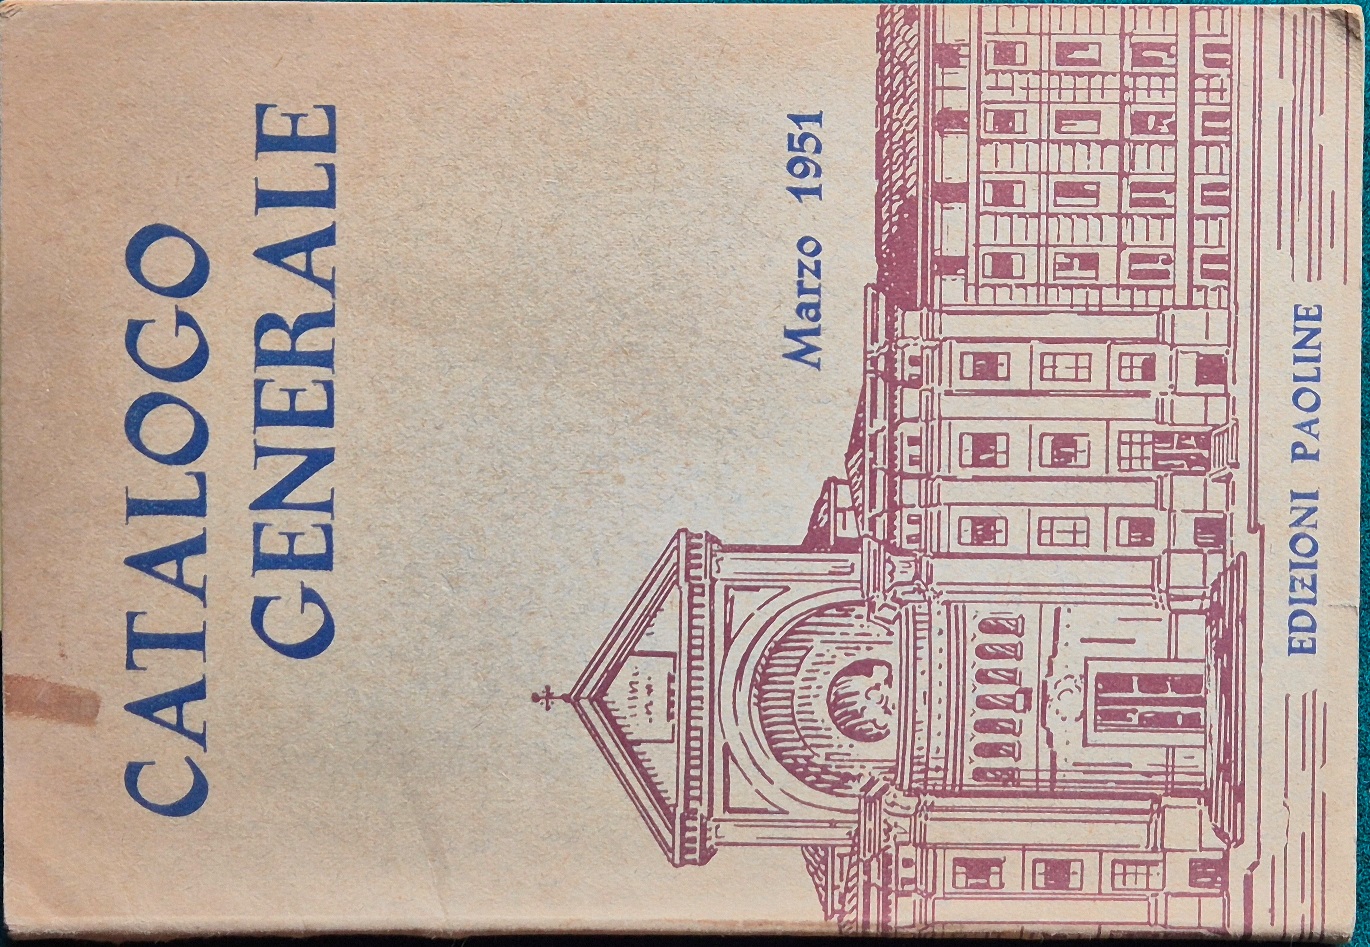 CATALOGO
GENERALE
Marzo 1951
EDIZIONI PAOLINE